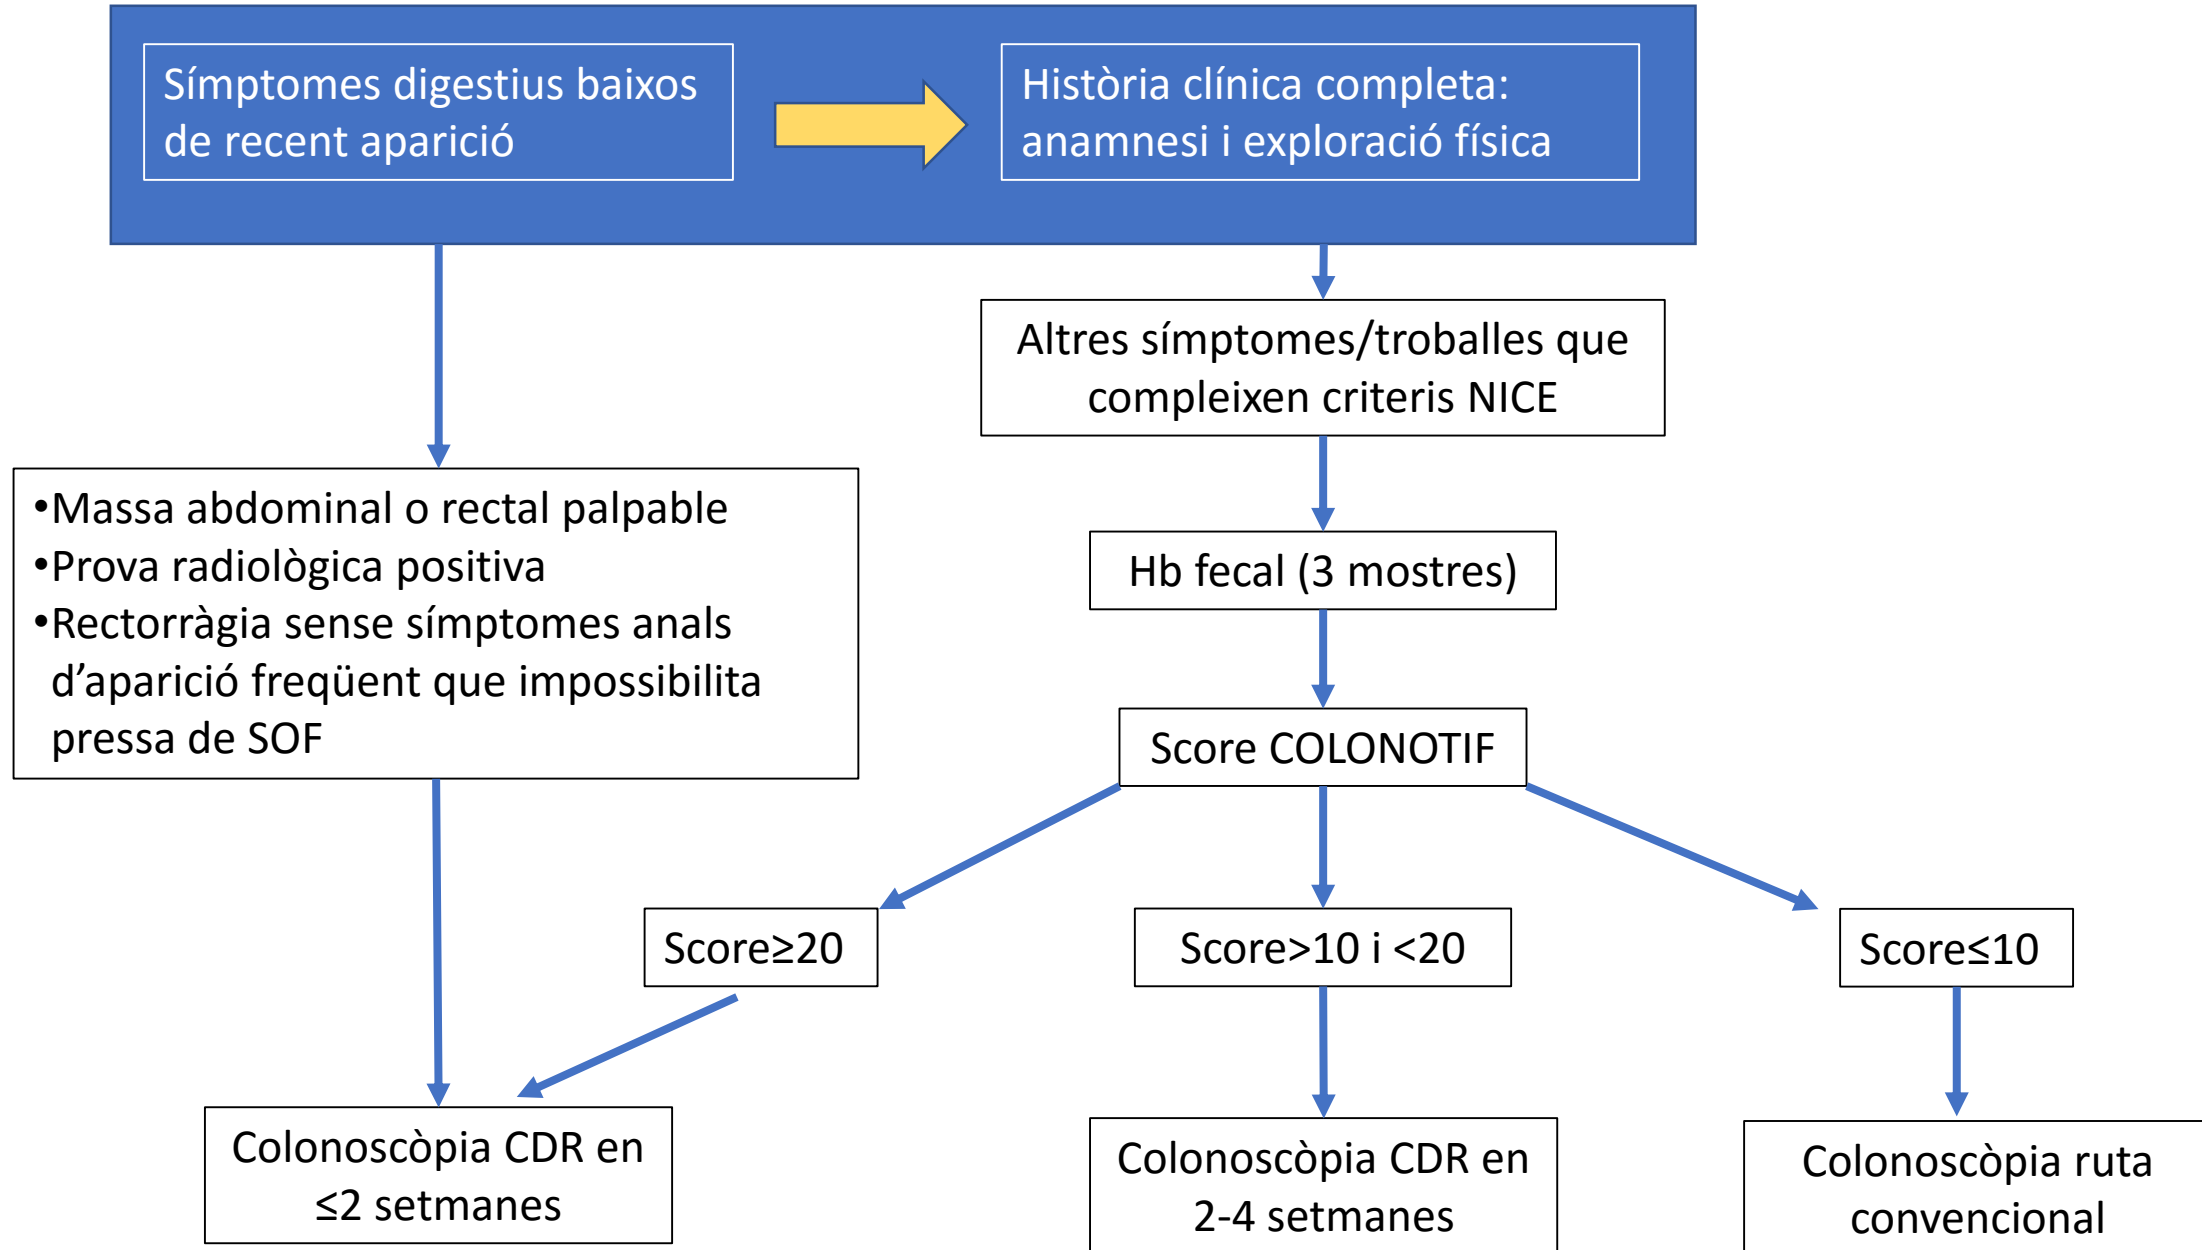 Símptomes digestius baixos
de recent aparició
Història clínica completa:
anamnesi i exploració física
Altres símptomes/troballes que
compleixen criteris NICE
•Massa abdominal o rectal palpable
•Prova radiològica positiva
•Rectorràgia sense símptomes anals
d’aparició freqüent que impossibilita
pressa de SOF
Hb fecal (3 mostres)
Score COLONOTIF
Score≥20
Score>10 i <20
Score≤10
Colonoscòpia CDR en
≤2 setmanes
Colonoscòpia CDR en
2-4 setmanes
Colonoscòpia ruta
convencional